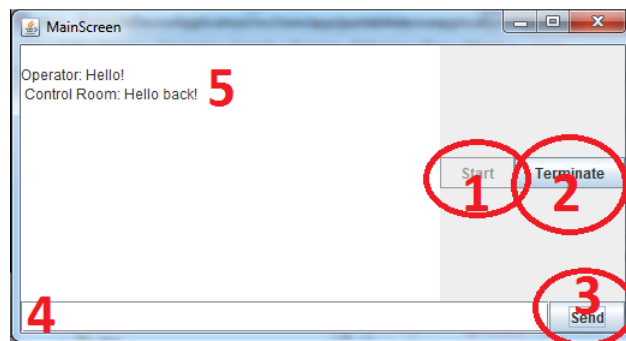 MainScreen
Operator: Hello!
Control Room: Hello back!
5
Start
1
Terminate
2
4
3
Send